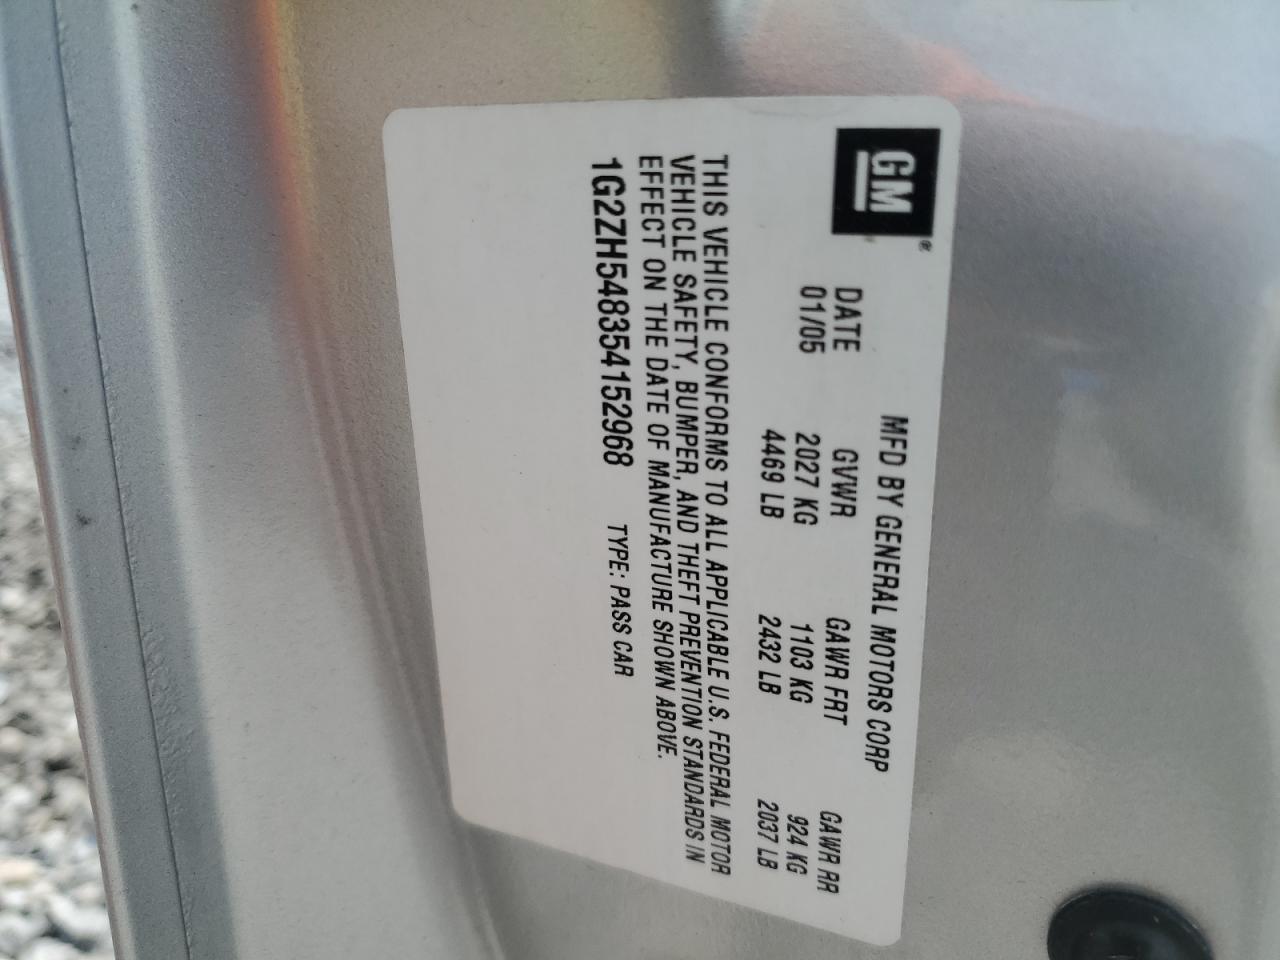 GM®
MFD BY GENERAL MOTORS CORP
DATE GVWR GAWR FRT GAWR RR
01/05 2027 KG 1103 KG 924 KG
4469 LB 2432 LB 2037 LB
THIS VEHICLE CONFORMS TO ALL APPLICABLE U.S. FEDERAL MOTOR
VEHICLE SAFETY, BUMPER, AND THEFT PREVENTION STANDARDS IN
EFFECT ON THE DATE OF MANUFACTURE SHOWN ABOVE.
1G2ZH548354152968 TYPE: PASS CAR